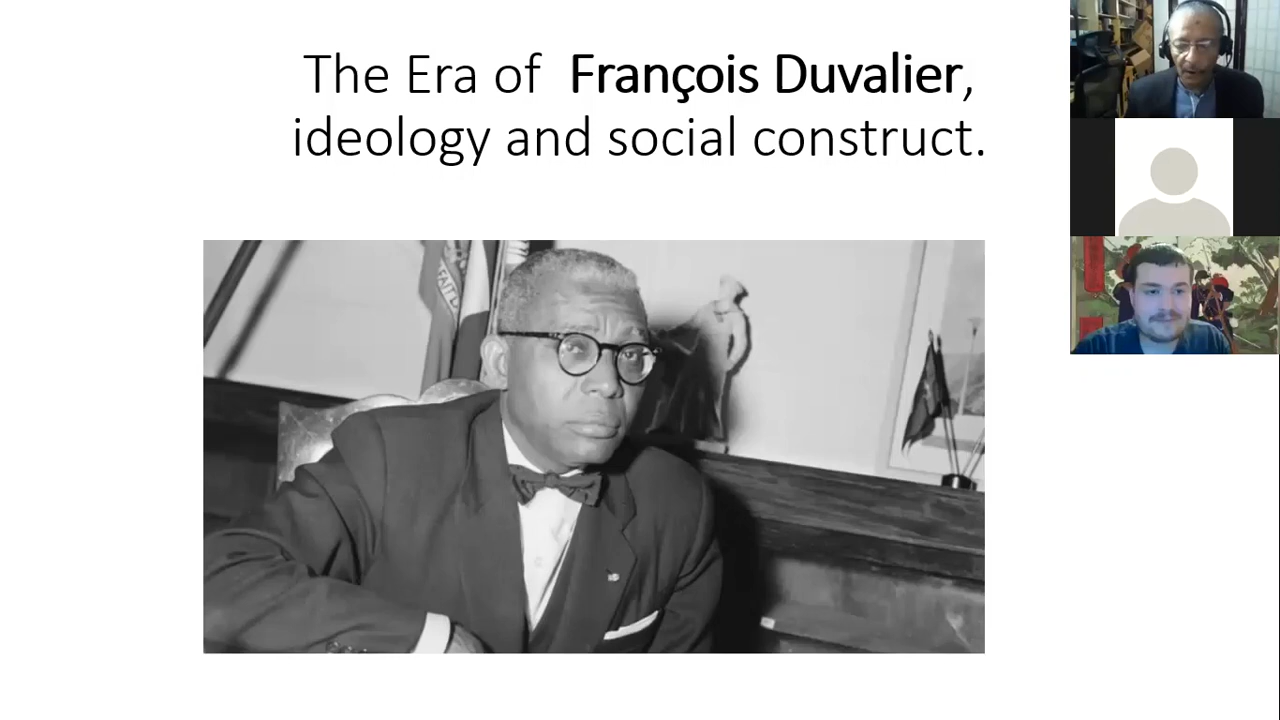 The Era of François Duvalier,
ideology and social construct.